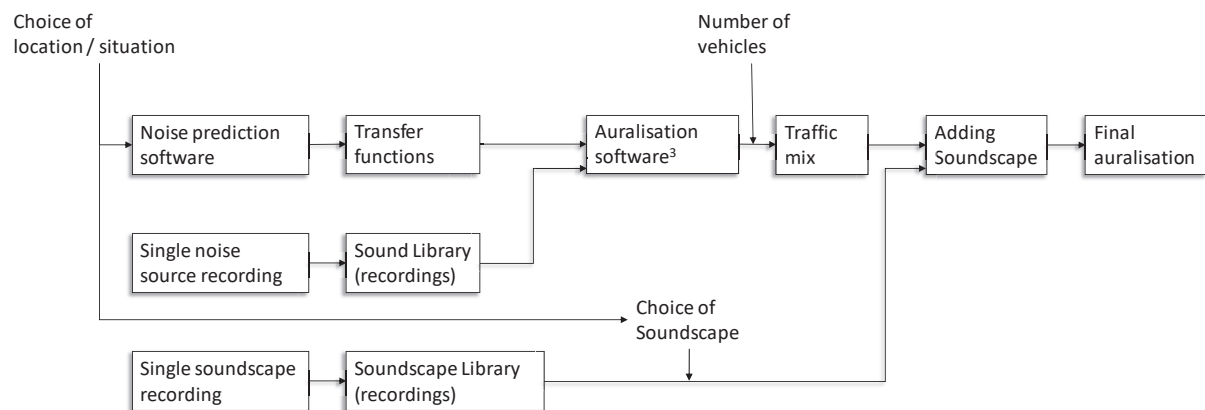 Choice of
location / situation
Number of
vehicles
Noise prediction
software
Transfer
functions
Auralisation
software³
Traffic
mix
Adding
Soundscape
Final
auralisation
Single noise
source recording
Sound Library
(recordings)
Choice of
Soundscape
Single soundscape
recording
Soundscape Library
(recordings)